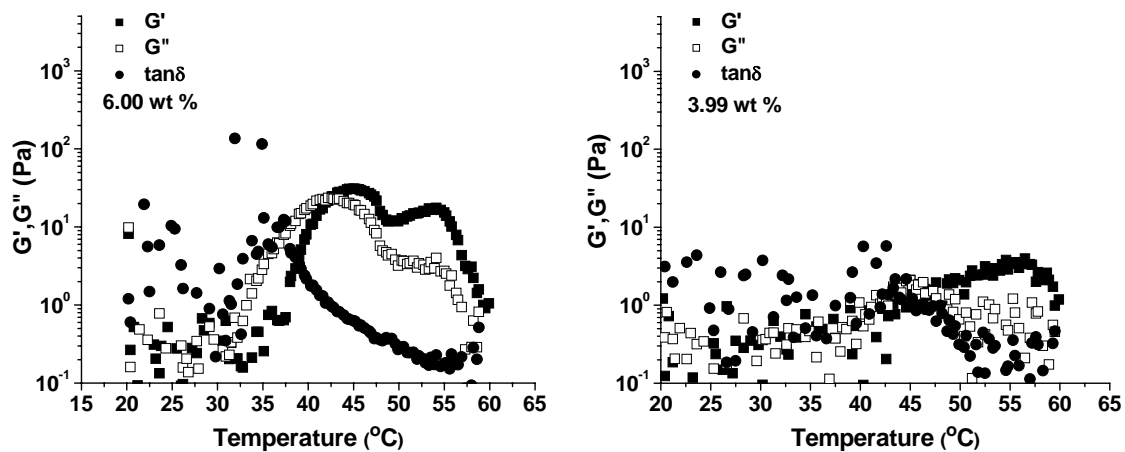 G'
G"
tanδ
6.00 wt %
G',G" (Pa)
10³
10²
10¹
10⁰
10⁻¹
15 20 25 30 35 40 45 50 55 60 65
Temperature (°C)
G'
G"
tanδ
3.99 wt %
G',G" (Pa)
10³
10²
10¹
10⁰
10⁻¹
20 25 30 35 40 45 50 55 60 65
Temperature (°C)